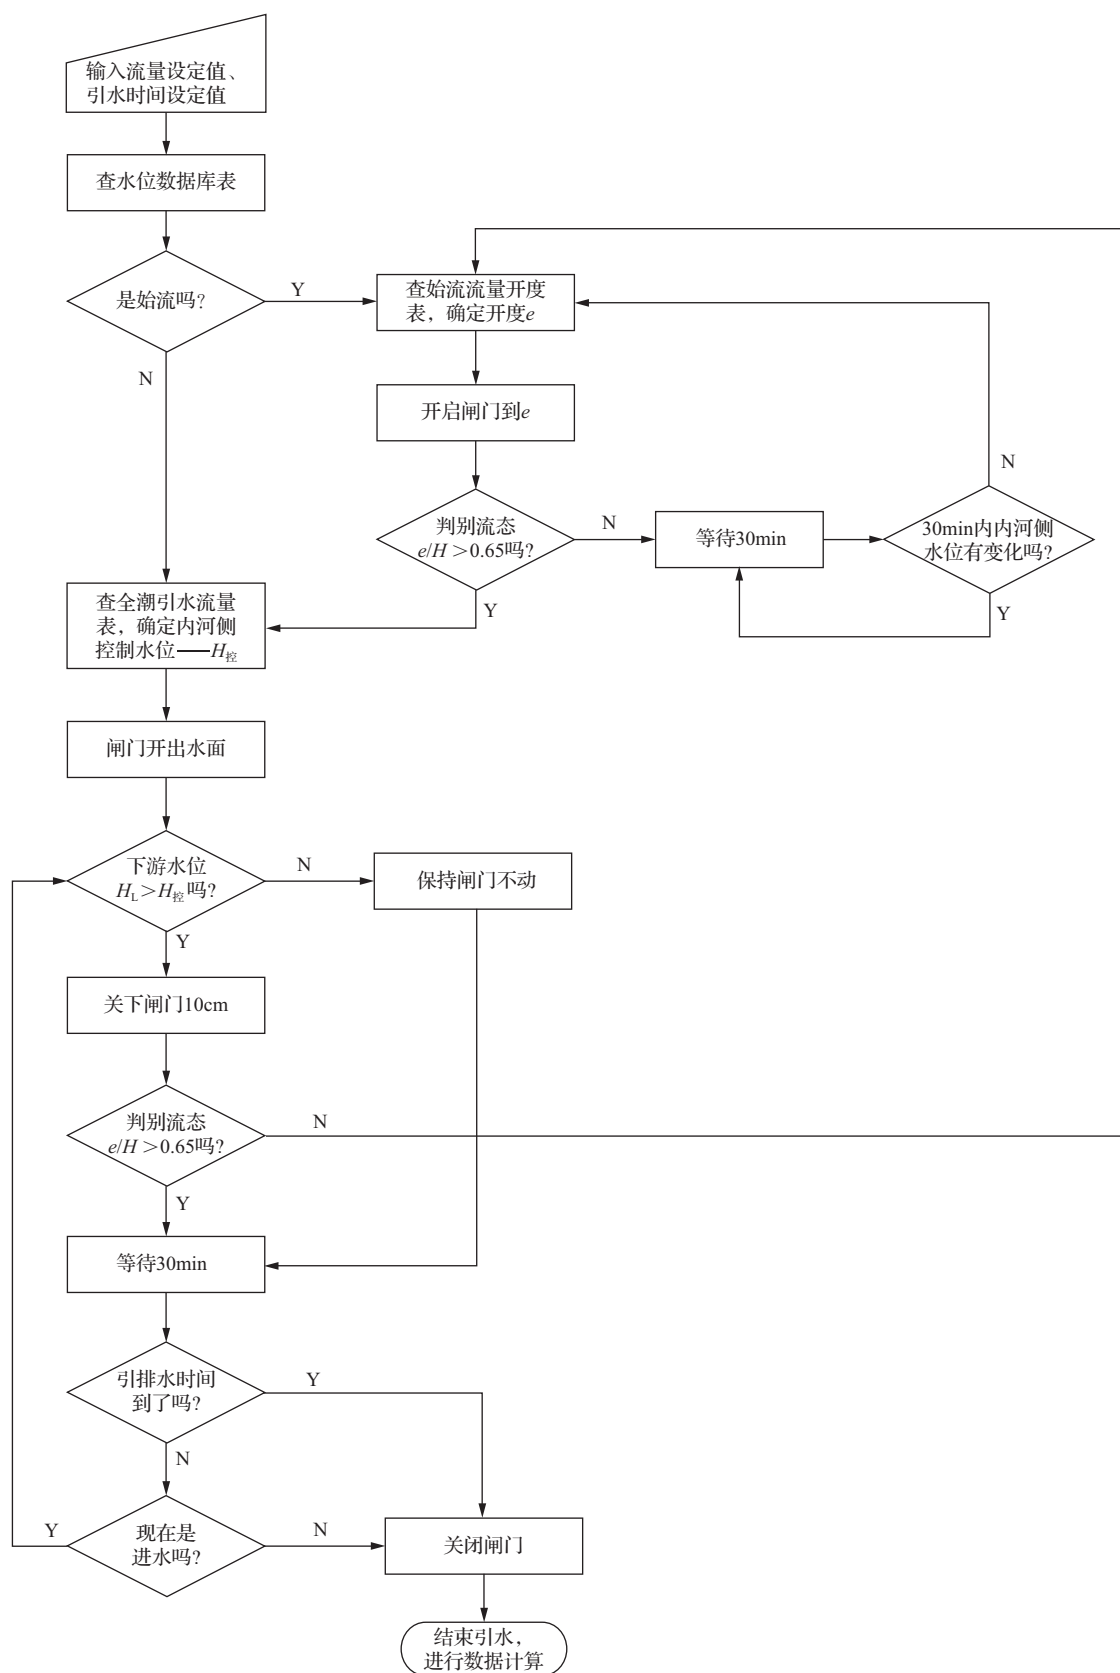 输入流量设定值、
引水时间设定值
查水位数据库表
是始流吗?
Y
N
查始流流量开度
表，确定开度e
开启闸门到e
判别流态
e/H＞0.65吗?
N
Y
等待30min
30min内内河侧
水位有变化吗?
N
Y
查全潮引水流量
表，确定内河侧
控制水位——H控
闸门开出水面
下游水位
HL＞H控吗?
N
Y
保持闸门不动
关下闸门10cm
判别流态
e/H＞0.65吗?
N
Y
等待30min
引排水时间
到了吗?
Y
N
现在是
进水吗?
Y
N
关闭闸门
结束引水，
进行数据计算